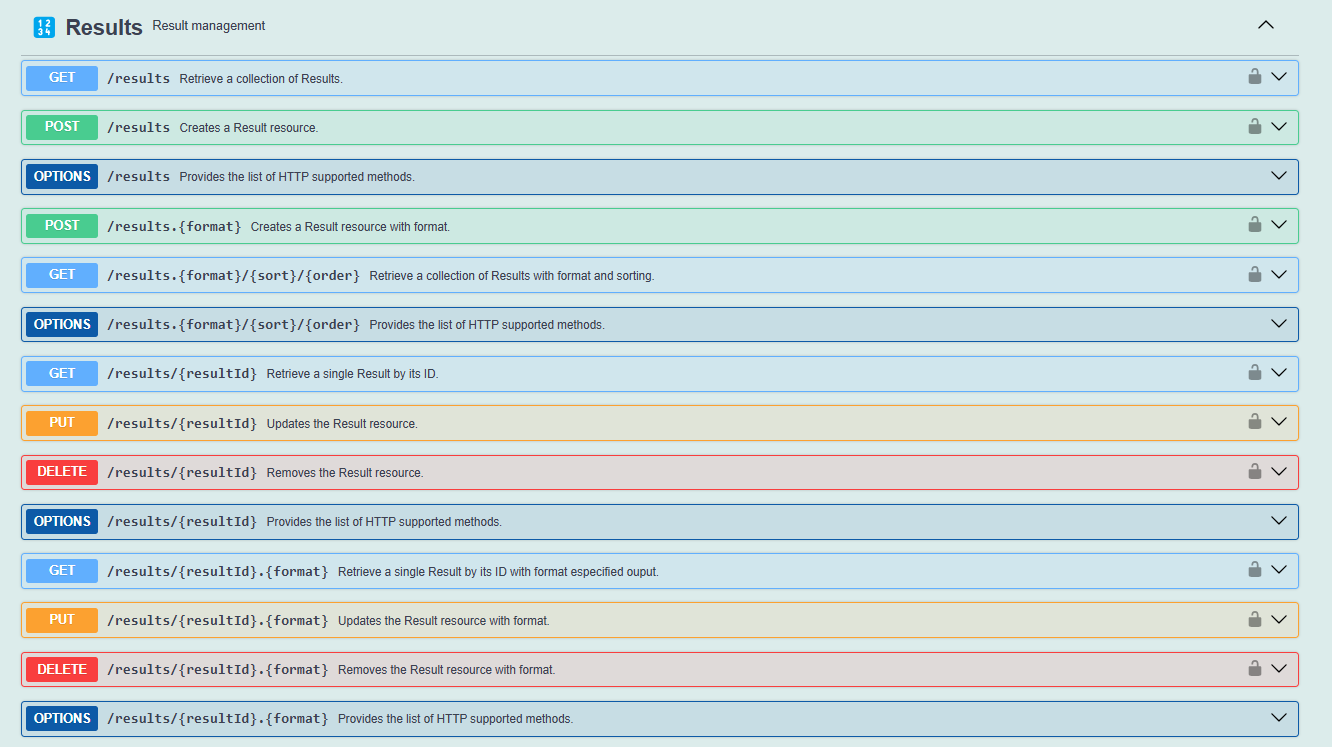 🔢 Results Result management
GET /results Retrieve a collection of Results.
POST /results Creates a Result resource.
OPTIONS /results Provides the list of HTTP supported methods.
POST /results.{format} Creates a Result resource with format.
GET /results.{format}/{sort}/{order} Retrieve a collection of Results with format and sorting.
OPTIONS /results.{format}/{sort}/{order} Provides the list of HTTP supported methods.
GET /results/{resultId} Retrieve a single Result by its ID.
PUT /results/{resultId} Updates the Result resource.
DELETE /results/{resultId} Removes the Result resource.
OPTIONS /results/{resultId} Provides the list of HTTP supported methods.
GET /results/{resultId}.{format} Retrieve a single Result by its ID with format especified ouput.
PUT /results/{resultId}.{format} Updates the Result resource with format.
DELETE /results/{resultId}.{format} Removes the Result resource with format.
OPTIONS /results/{resultId}.{format} Provides the list of HTTP supported methods.